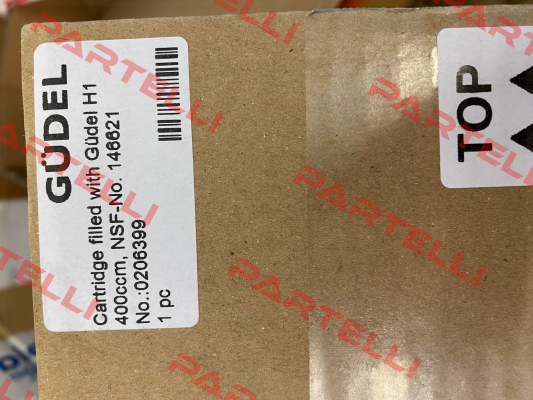 GÜDEL
Cartridge filled with Güdel H1
400ccm, NSF-No. 146621
No.:0206399
1 pc
TOP
PARTELLI
PARTELLI
PARTELLI
PARTELLI
PARTELLI
PARTELLI